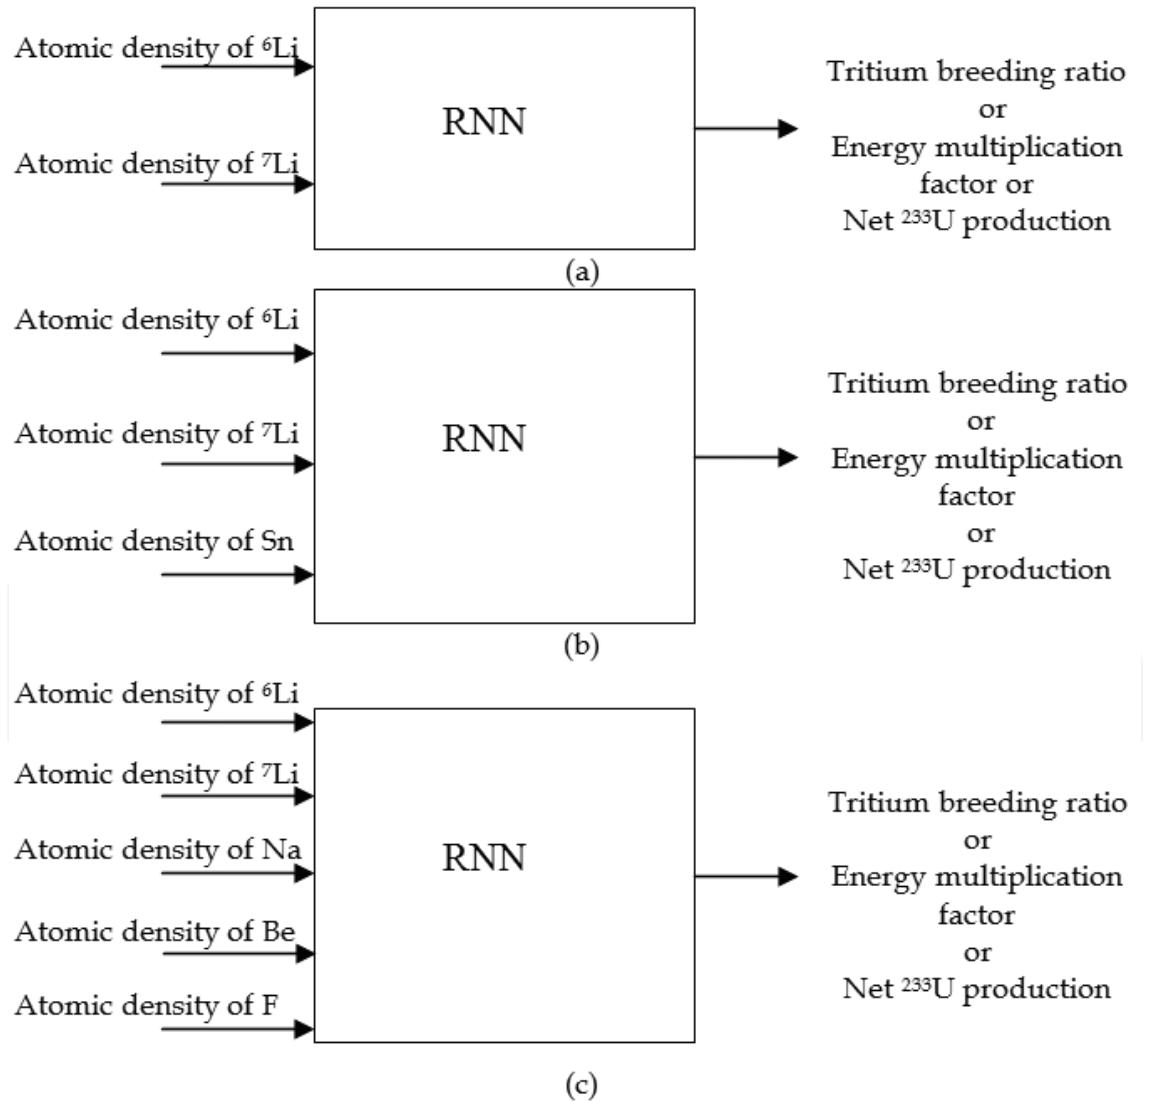 Atomic density of ⁶Li
Atomic density of ⁷Li
RNN
Tritium breeding ratio
or
Energy multiplication
factor or
Net ²³³U production
(a)
Atomic density of ⁶Li
Atomic density of ⁷Li
Atomic density of Sn
RNN
Tritium breeding ratio
or
Energy multiplication
factor
or
Net ²³³U production
(b)
Atomic density of ⁶Li
Atomic density of ⁷Li
Atomic density of Na
Atomic density of Be
Atomic density of F
RNN
Tritium breeding ratio
or
Energy multiplication
factor
or
Net ²³³U production
(c)